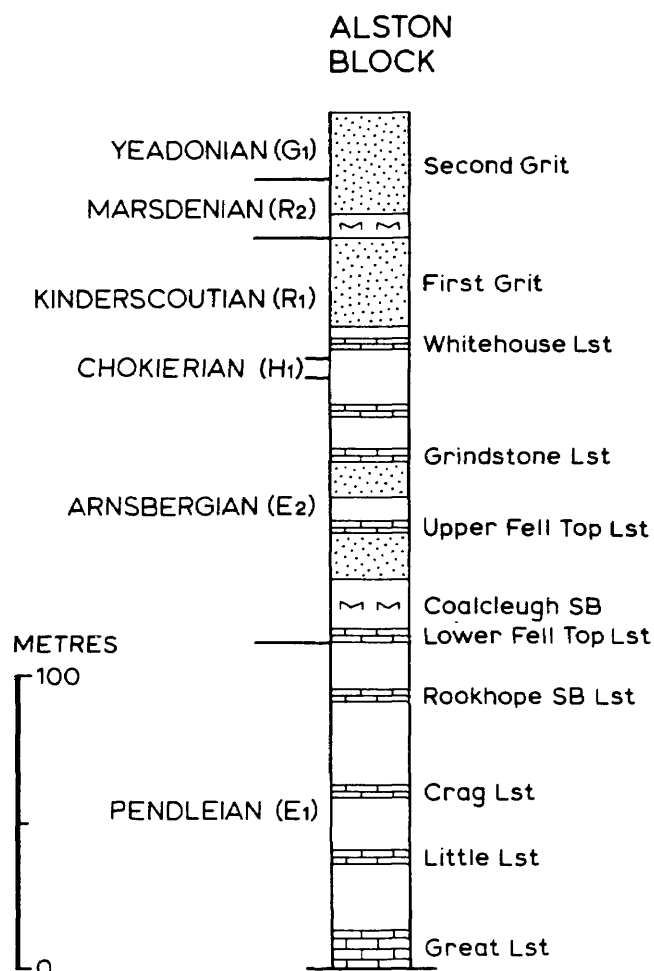 ALSTON
BLOCK
YEADONIAN (G1)
Second Grit
MARSDENIAN (R2)
First Grit
KINDERSCOUTIAN (R1)
Whitehouse Lst
CHOKIERIAN (H1)
Grindstone Lst
ARNSBERGIAN (E2)
Upper Fell Top Lst
Coalcleugh SB
Lower Fell Top Lst
METRES
100
Rookhope SB Lst
Crag Lst
PENDLEIAN (E1)
Little Lst
Great Lst
0